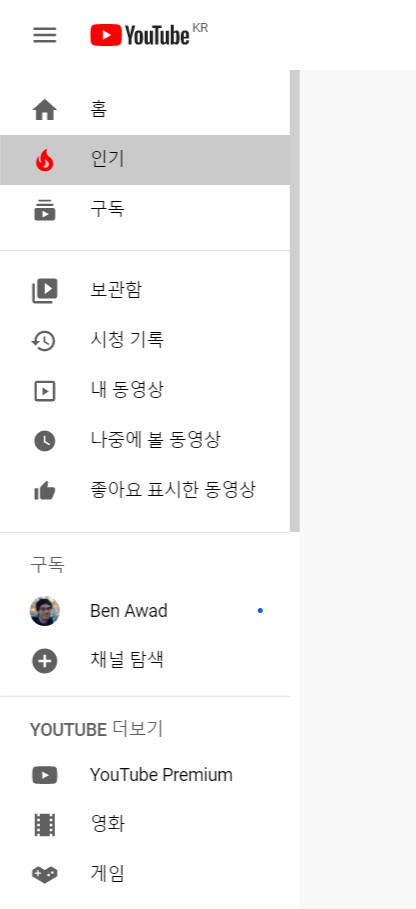 YouTube KR
홈
인기
구독
보관함
시청 기록
내 동영상
나중에 볼 동영상
좋아요 표시한 동영상
구독
Ben Awad
채널 탐색
YOUTUBE 더보기
YouTube Premium
영화
게임